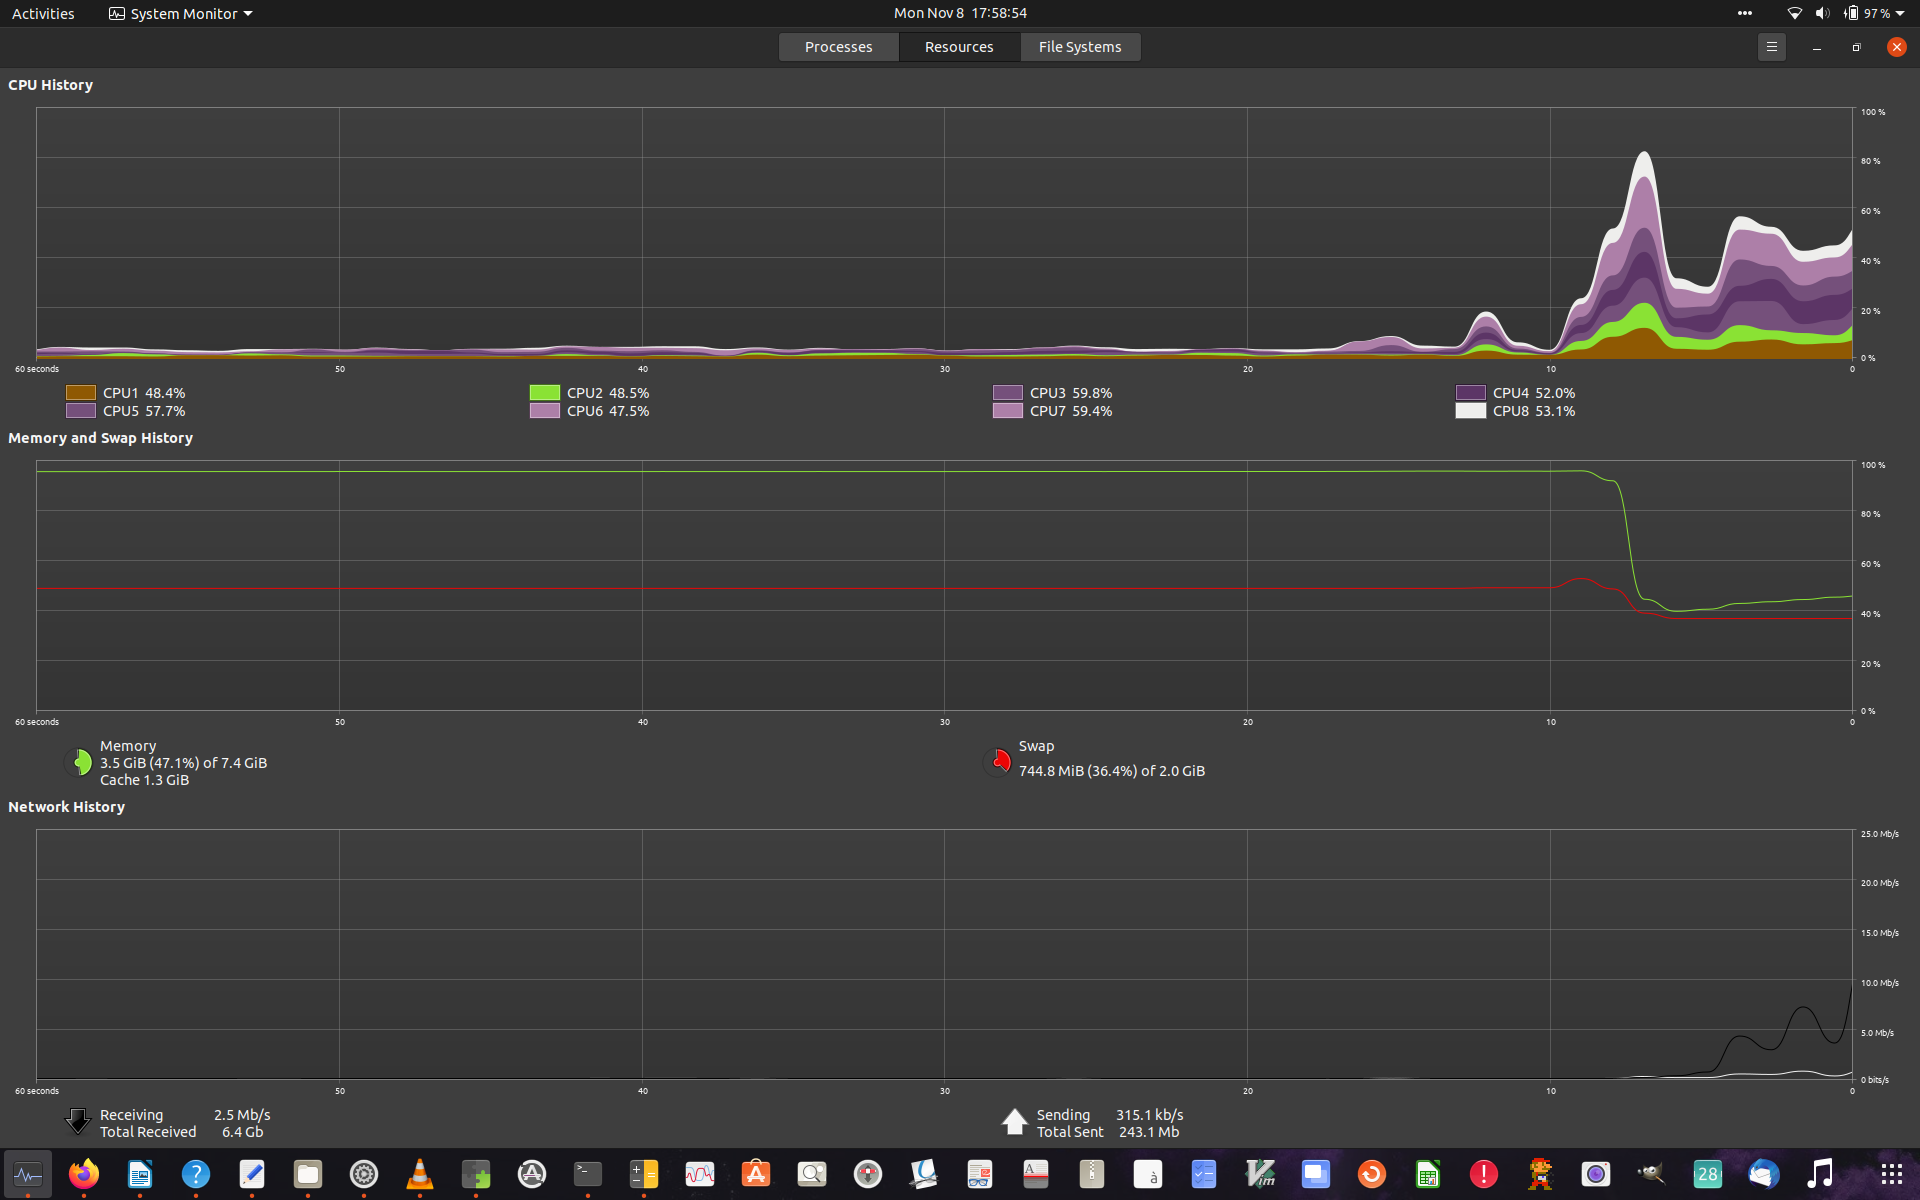 Activities System Monitor Mon Nov 8 17:58:54 97 %
Processes Resources File Systems
CPU History
100 %
80 %
60 %
40 %
20 %
0 %
60 seconds 50 40 30 20 10 0
CPU1 48.4% CPU2 48.5% CPU3 59.8% CPU4 52.0%
CPU5 57.7% CPU6 47.5% CPU7 59.4% CPU8 53.1%
Memory and Swap History
100 %
80 %
60 %
40 %
20 %
0 %
60 seconds 50 40 30 20 10 0
Memory
3.5 GiB (47.1%) of 7.4 GiB
Cache 1.3 GiB
Swap
744.8 MiB (36.4%) of 2.0 GiB
Network History
25.0 Mb/s
20.0 Mb/s
15.0 Mb/s
10.0 Mb/s
5.0 Mb/s
0 bits/s
60 seconds 50 40 30 20 10 0
Receiving 2.5 Mb/s
Total Received 6.4 Gb
Sending 315.1 kb/s
Total Sent 243.1 Mb
28